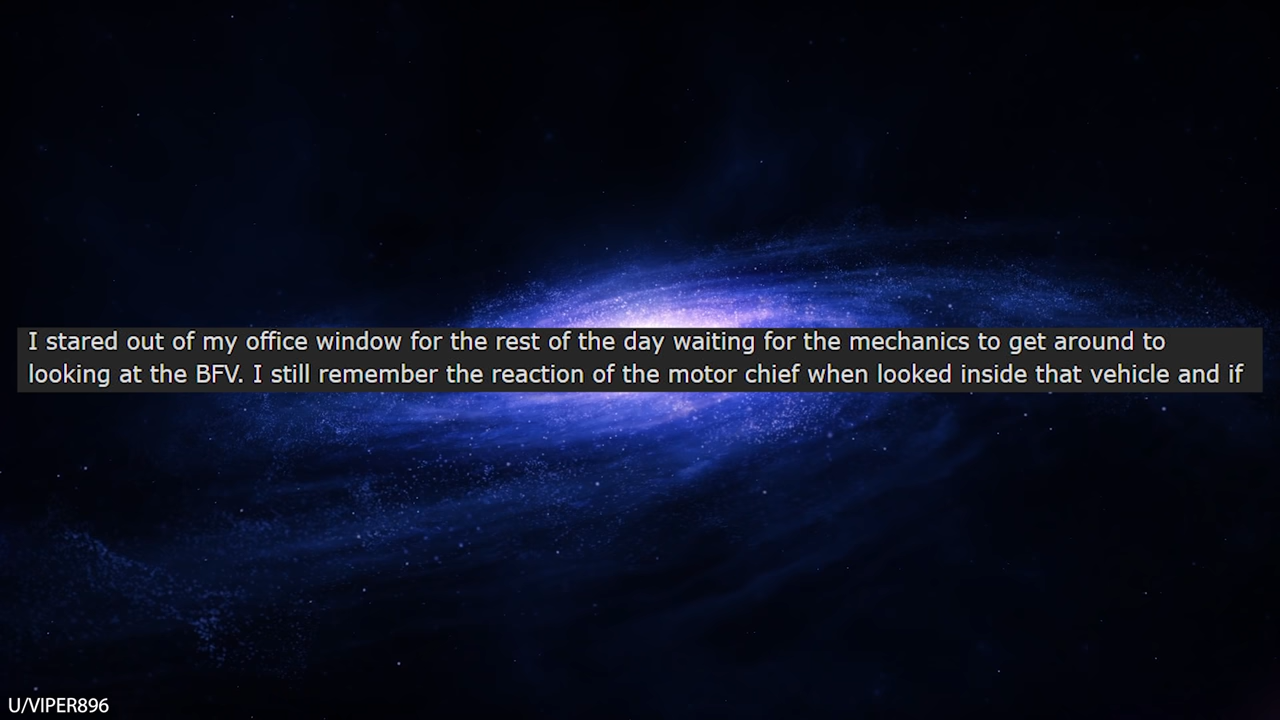 I stared out of my office window for the rest of the day waiting for the mechanics to get around to
looking at the BFV. I still remember the reaction of the motor chief when looked inside that vehicle and if
U/VIPER896